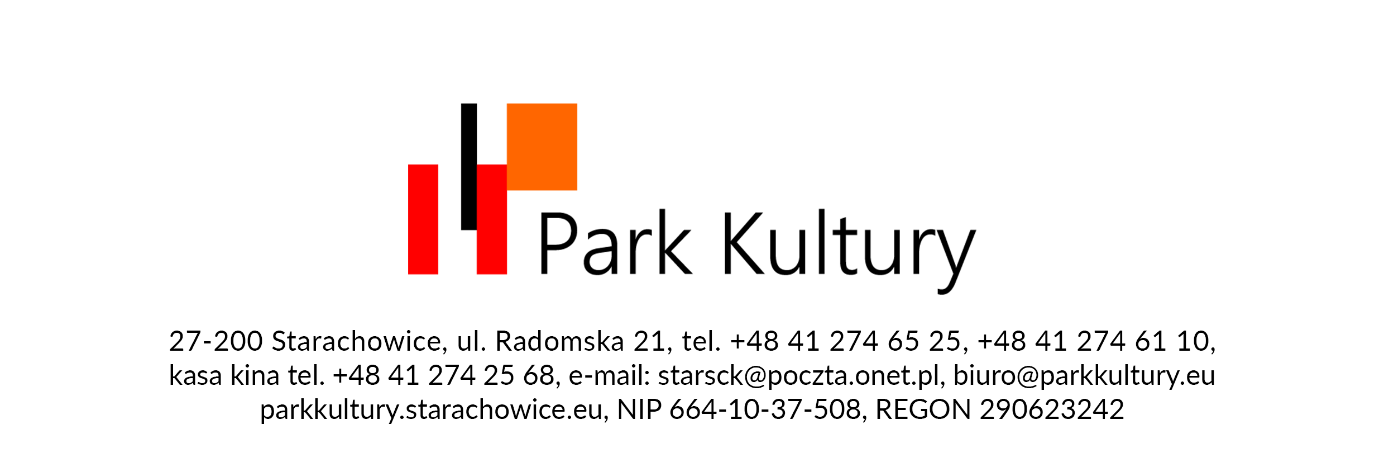 Park Kultury
27-200 Starachowice, ul. Radomska 21, tel. +48 41 274 65 25, +48 41 274 61 10,
kasa kina tel. +48 41 274 25 68, e-mail: starsck@poczta.onet.pl, biuro@parkkultury.eu
parkkultury.starachowice.eu, NIP 664-10-37-508, REGON 290623242